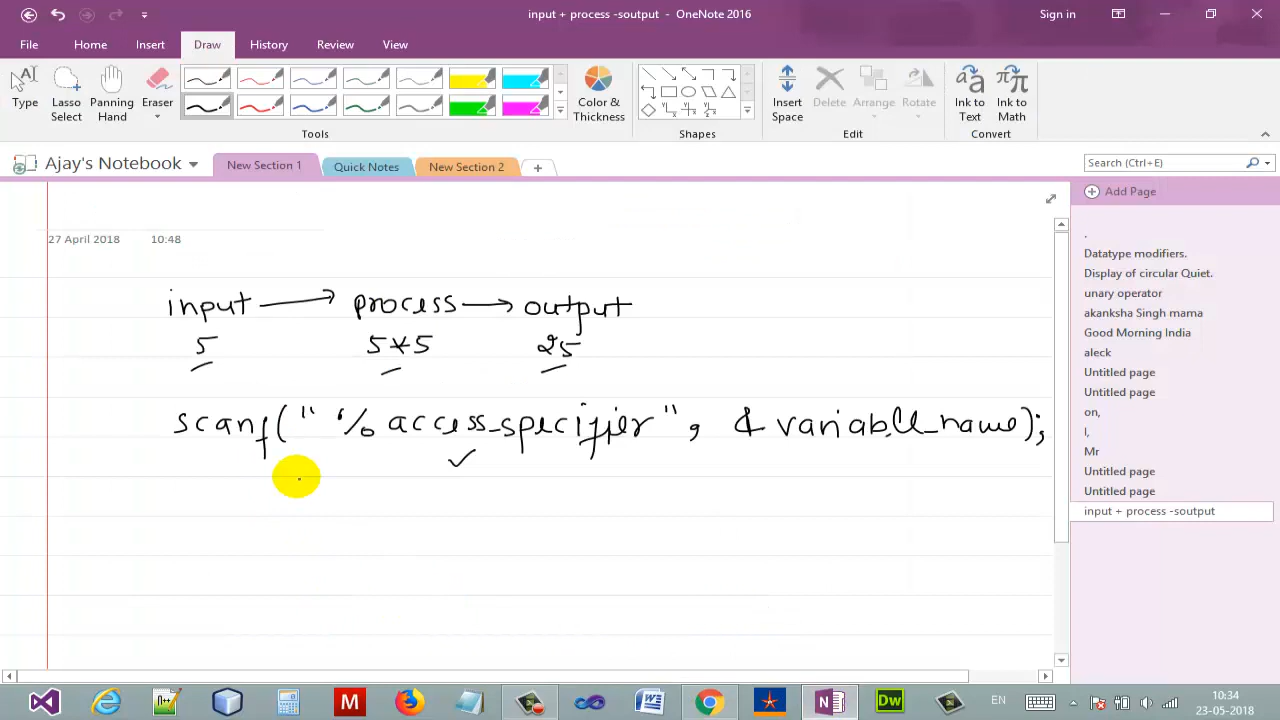 input + process -soutput - OneNote 2016
Sign in
File Home Insert Draw History Review View
Type
Lasso Select
Panning Hand
Eraser
Color & Thickness
Insert Space
Delete
Arrange
Rotate
Ink to Text
Ink to Math
Tools
Shapes
Edit
Convert
Ajay's Notebook
New Section 1
Quick Notes
New Section 2
Search (Ctrl+E)
Add Page
27 April 2018 10:48
input → process → output
5 5*5 25
scanf(" % access_specifier ", & variable_name);
.
Datatype modifiers.
Display of circular Quiet.
unary operator
akanksha Singh mama
Good Morning India
aleck
Untitled page
Untitled page
on,
I,
Mr
Untitled page
Untitled page
input + process -soutput
M
Dw
EN
10:34
23-05-2018